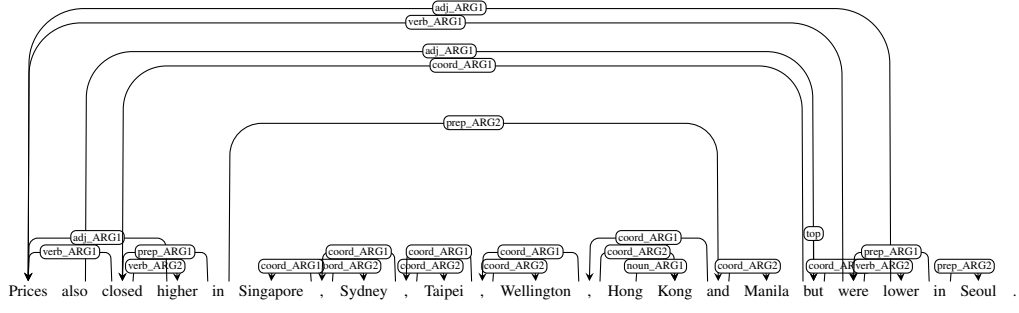 adj_ARG1
verb_ARG1
adj_ARG1
coord_ARG1
prep_ARG2
top
adj_ARG1 coord_ARG1
verb_ARG1 prep_ARG1 coord_ARG1 coord_ARG1 coord_ARG1 coord_ARG2 prep_ARG1
verb_ARG2 coord_ARG1 coord_ARG2 coord_ARG2 coord_ARG2 noun_ARG1 coord_ARG2 verb_ARG2 prep_ARG2
Prices also closed higher in Singapore , Sydney , Taipei , Wellington , Hong Kong and Manila but were lower in Seoul .